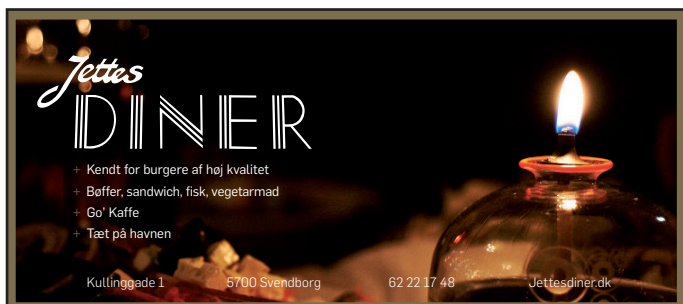 Jettes
DINER
+ Kendt for burgere af høj kvalitet
+ Bøffer, sandwich, fisk, vegetarmad
+ Go' Kaffe
+ Tæt på havnen
Kullinggade 1 5700 Svendborg 62 22 17 48 Jettesdiner.dk